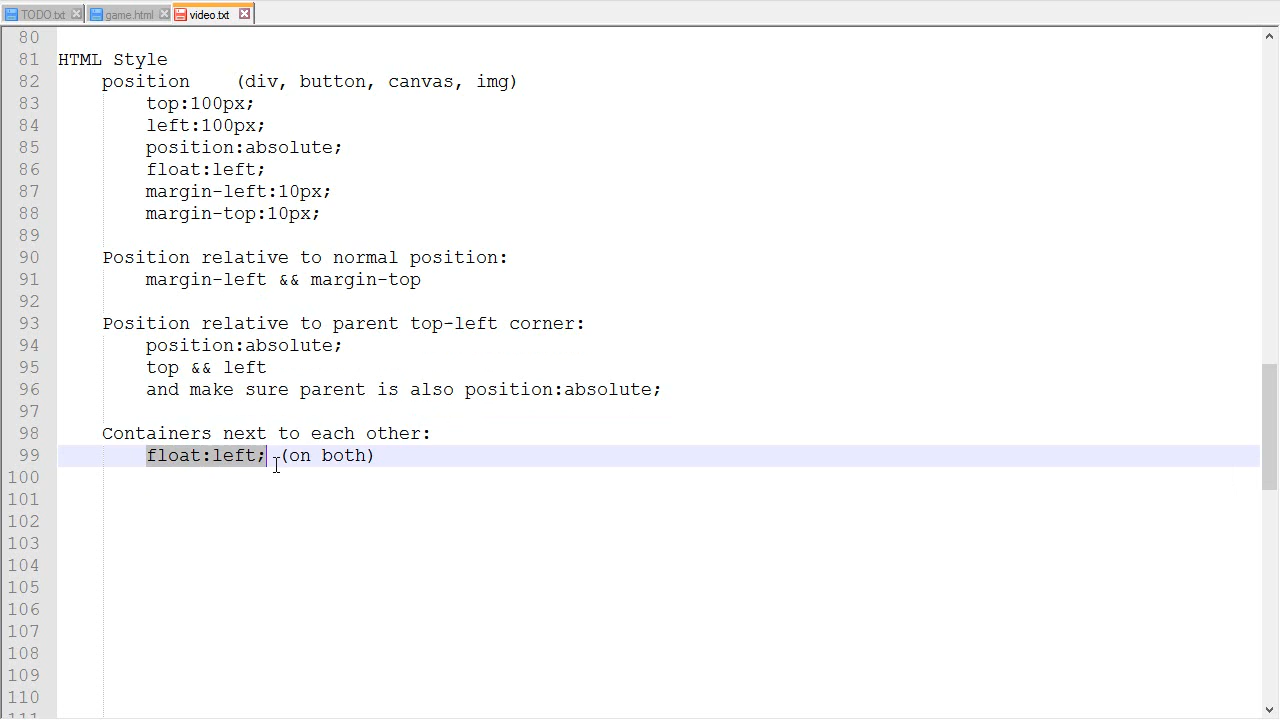 TODO.txt game.html video.txt
80
81 HTML Style
82 position (div, button, canvas, img)
83 top:100px;
84 left:100px;
85 position:absolute;
86 float:left;
87 margin-left:10px;
88 margin-top:10px;
89
90 Position relative to normal position:
91 margin-left && margin-top
92
93 Position relative to parent top-left corner:
94 position:absolute;
95 top && left
96 and make sure parent is also position:absolute;
97
98 Containers next to each other:
99 float:left; (on both)
100
101
102
103
104
105
106
107
108
109
110
111